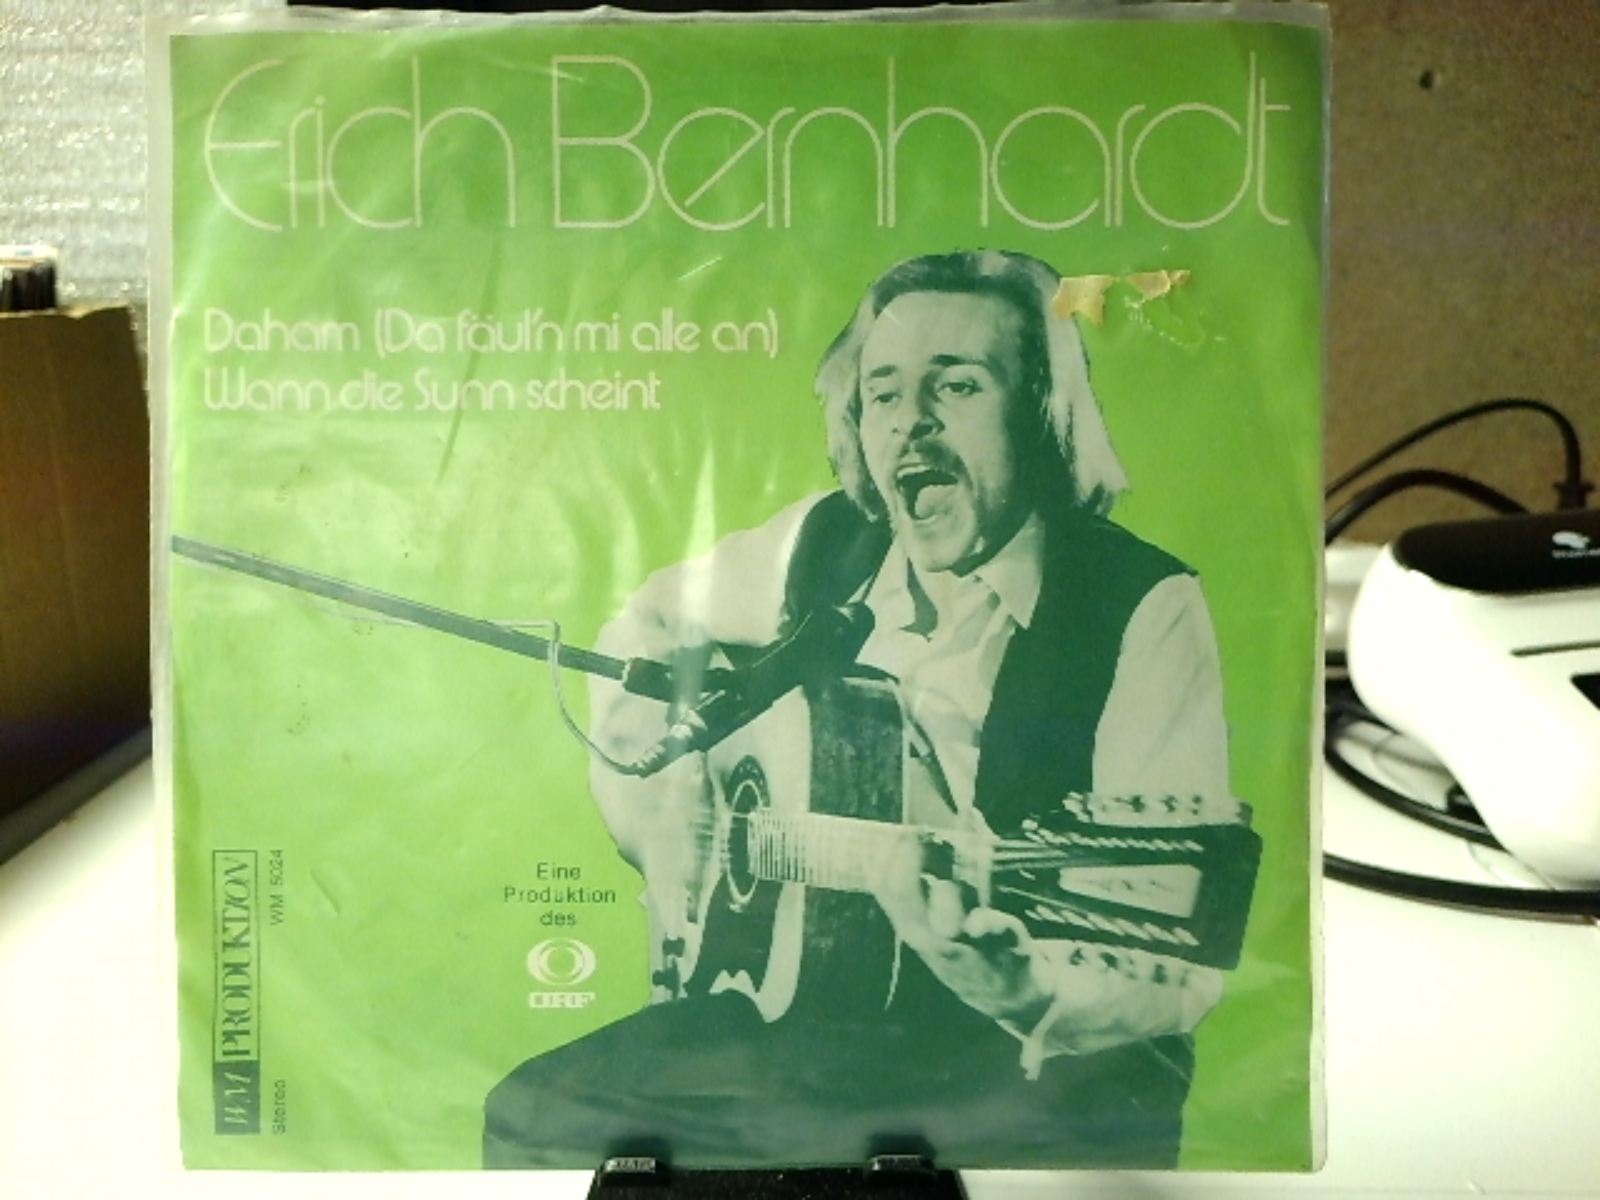 Erich Bernhardt
Daham (Da fäul'n mi alle an)
Wann die Sunn scheint
Eine
Produktion
des
ORF
WM PRODUKTION
WM 5024
Stereo